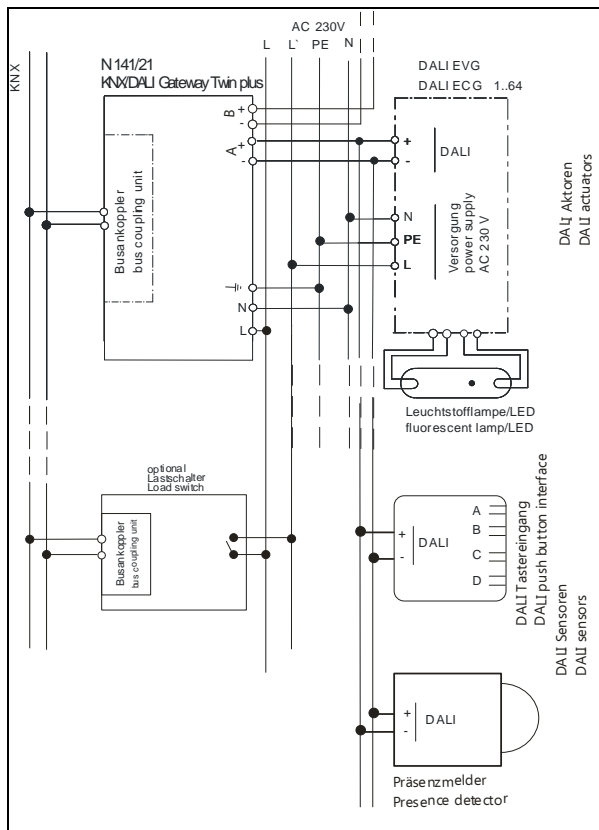 AC 230V
L L` PE N
KNX
N 141/21
KNX/DALI Gateway Twin plus
DALI EVG
DALI ECG 1..64
B + -
A + -
+
-
DALI
Busankoppler
bus coupling unit
N
PE
L
Versorgung
power supply
AC 230 V
DALI Aktoren
DALI actuators
N
L
Leuchtstofflampe/LED
fluorescent lamp/LED
optional
Lastschalter
Load switch
Busankoppler
bus coupling unit
+
-
DALI
A
B
C
D
DALI Tastereingang
DALI push button interface
DALI Sensoren
DALI sensors
+
-
DALI
Präsenzmelder
Presence detector